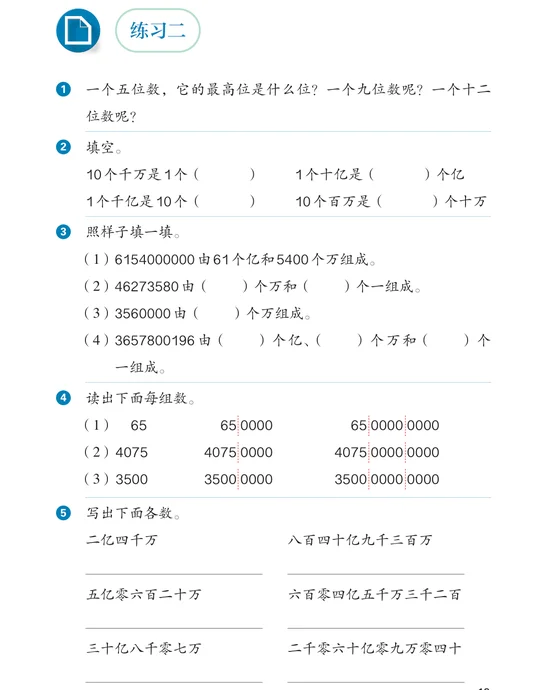 练习二
1 一个五位数，它的最高位是什么位？一个九位数呢？一个十二
位数呢？
2 填空。
10个千万是1个（　　） 1个十亿是（　　）个亿
1个千亿是10个（　　） 10个百万是（　　）个十万
3 照样子填一填。
（1）6154000000由61个亿和5400个万组成。
（2）46273580由（　　）个万和（　　）个一组成。
（3）3560000由（　　）个万组成。
（4）3657800196由（　　）个亿、（　　）个万和（　　）个
一组成。
4 读出下面每组数。
（1） 65 65 0000 65 0000 0000
（2）4075 4075 0000 4075 0000 0000
（3）3500 3500 0000 3500 0000 0000
5 写出下面各数。
二亿四千万 八百四十亿九千三百万
五亿零六百二十万 六百零四亿五千万三千二百
三十亿八千零七万 二千零六十亿零九万零四十